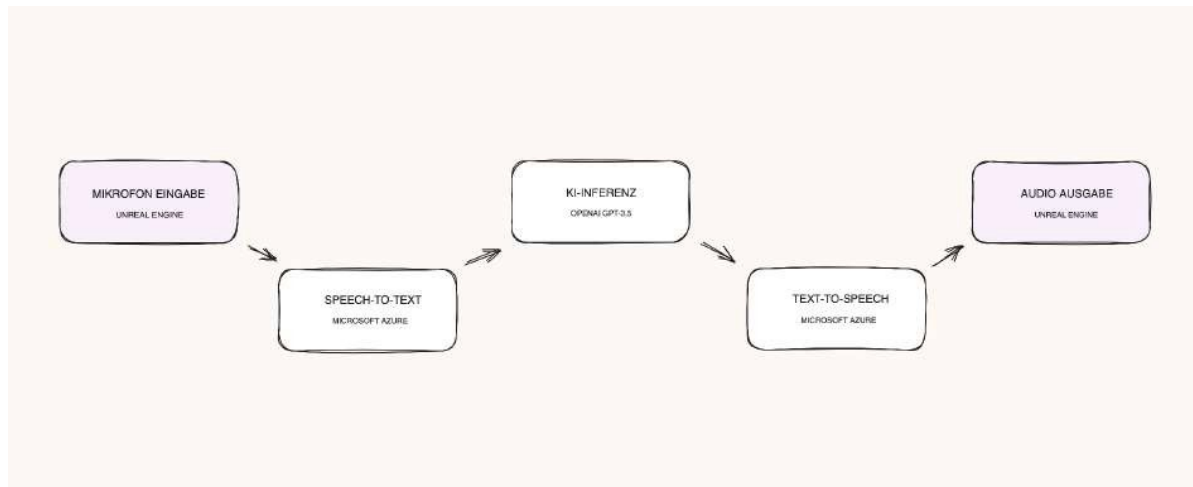 MIKROFON EINGABE
UNREAL ENGINE
SPEECH-TO-TEXT
MICROSOFT AZURE
KI-INFERENZ
OPENAI GPT-3.5
TEXT-TO-SPEECH
MICROSOFT AZURE
AUDIO AUSGABE
UNREAL ENGINE